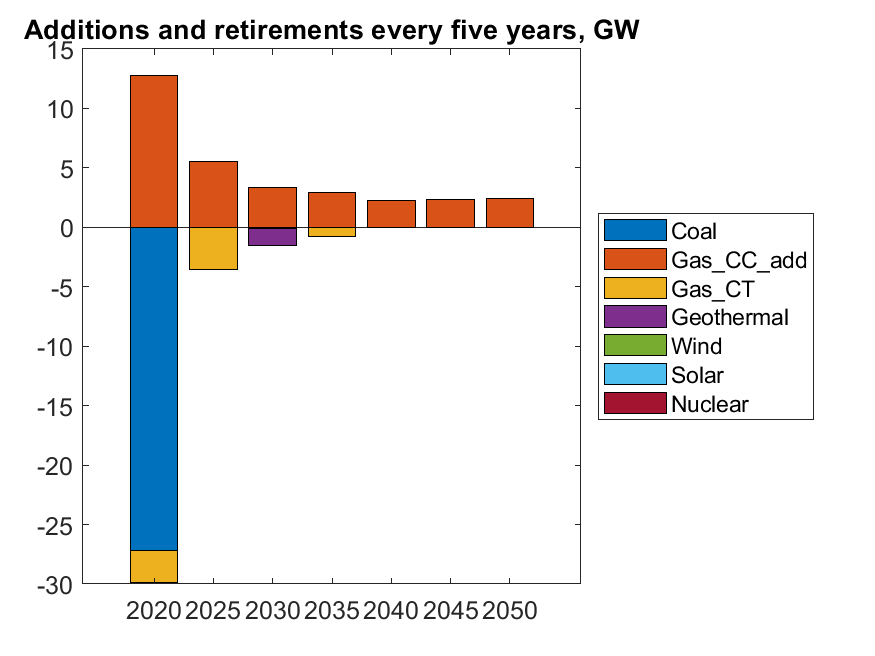 Additions and retirements every five years, GW
15
10
5
0
-5
-10
-15
-20
-25
-30
2020 2025 2030 2035 2040 2045 2050
Coal
Gas_CC_add
Gas_CT
Geothermal
Wind
Solar
Nuclear